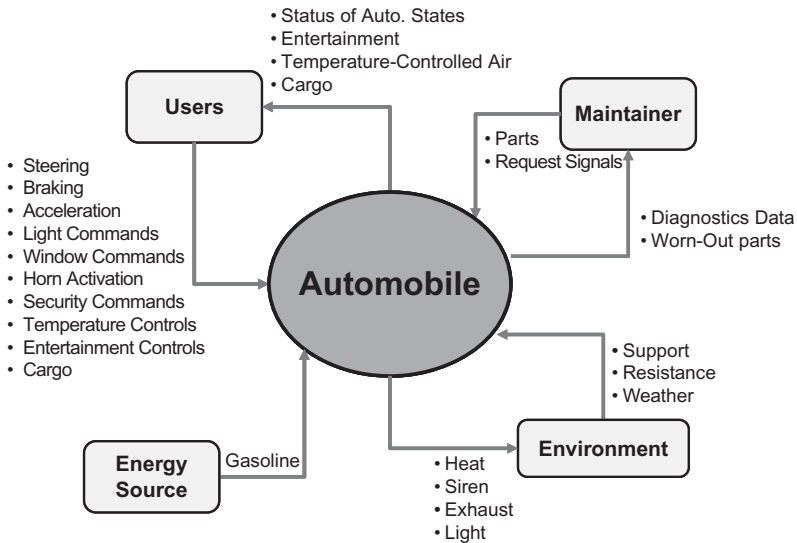 • Status of Auto. States
• Entertainment
• Temperature-Controlled Air
• Cargo
Users
Maintainer
• Parts
• Request Signals
• Steering
• Braking
• Acceleration
• Light Commands
• Window Commands
• Horn Activation
• Security Commands
• Temperature Controls
• Entertainment Controls
• Cargo
• Diagnostics Data
• Worn-Out parts
Automobile
• Support
• Resistance
• Weather
Energy
Source
Gasoline
Environment
• Heat
• Siren
• Exhaust
• Light